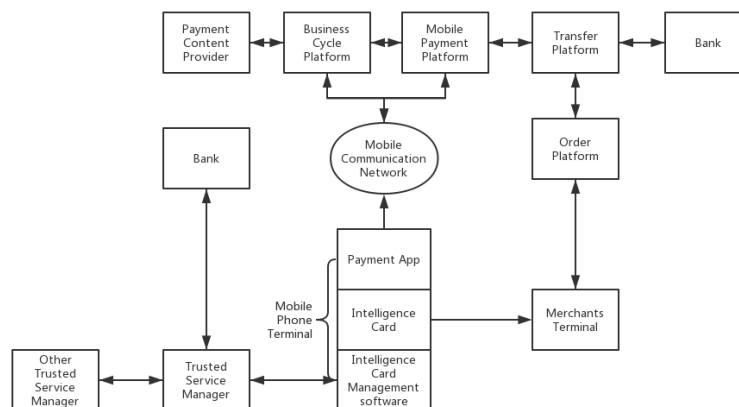 Payment
Content
Provider
Business
Cycle
Platform
Mobile
Payment
Platform
Transfer
Platform
Bank
Bank
Mobile
Communication
Network
Order
Platform
Payment App
Mobile
Phone
Terminal
Intelligence
Card
Merchants
Terminal
Other
Trusted
Service
Manager
Trusted
Service
Manager
Intelligence
Card
Management
software